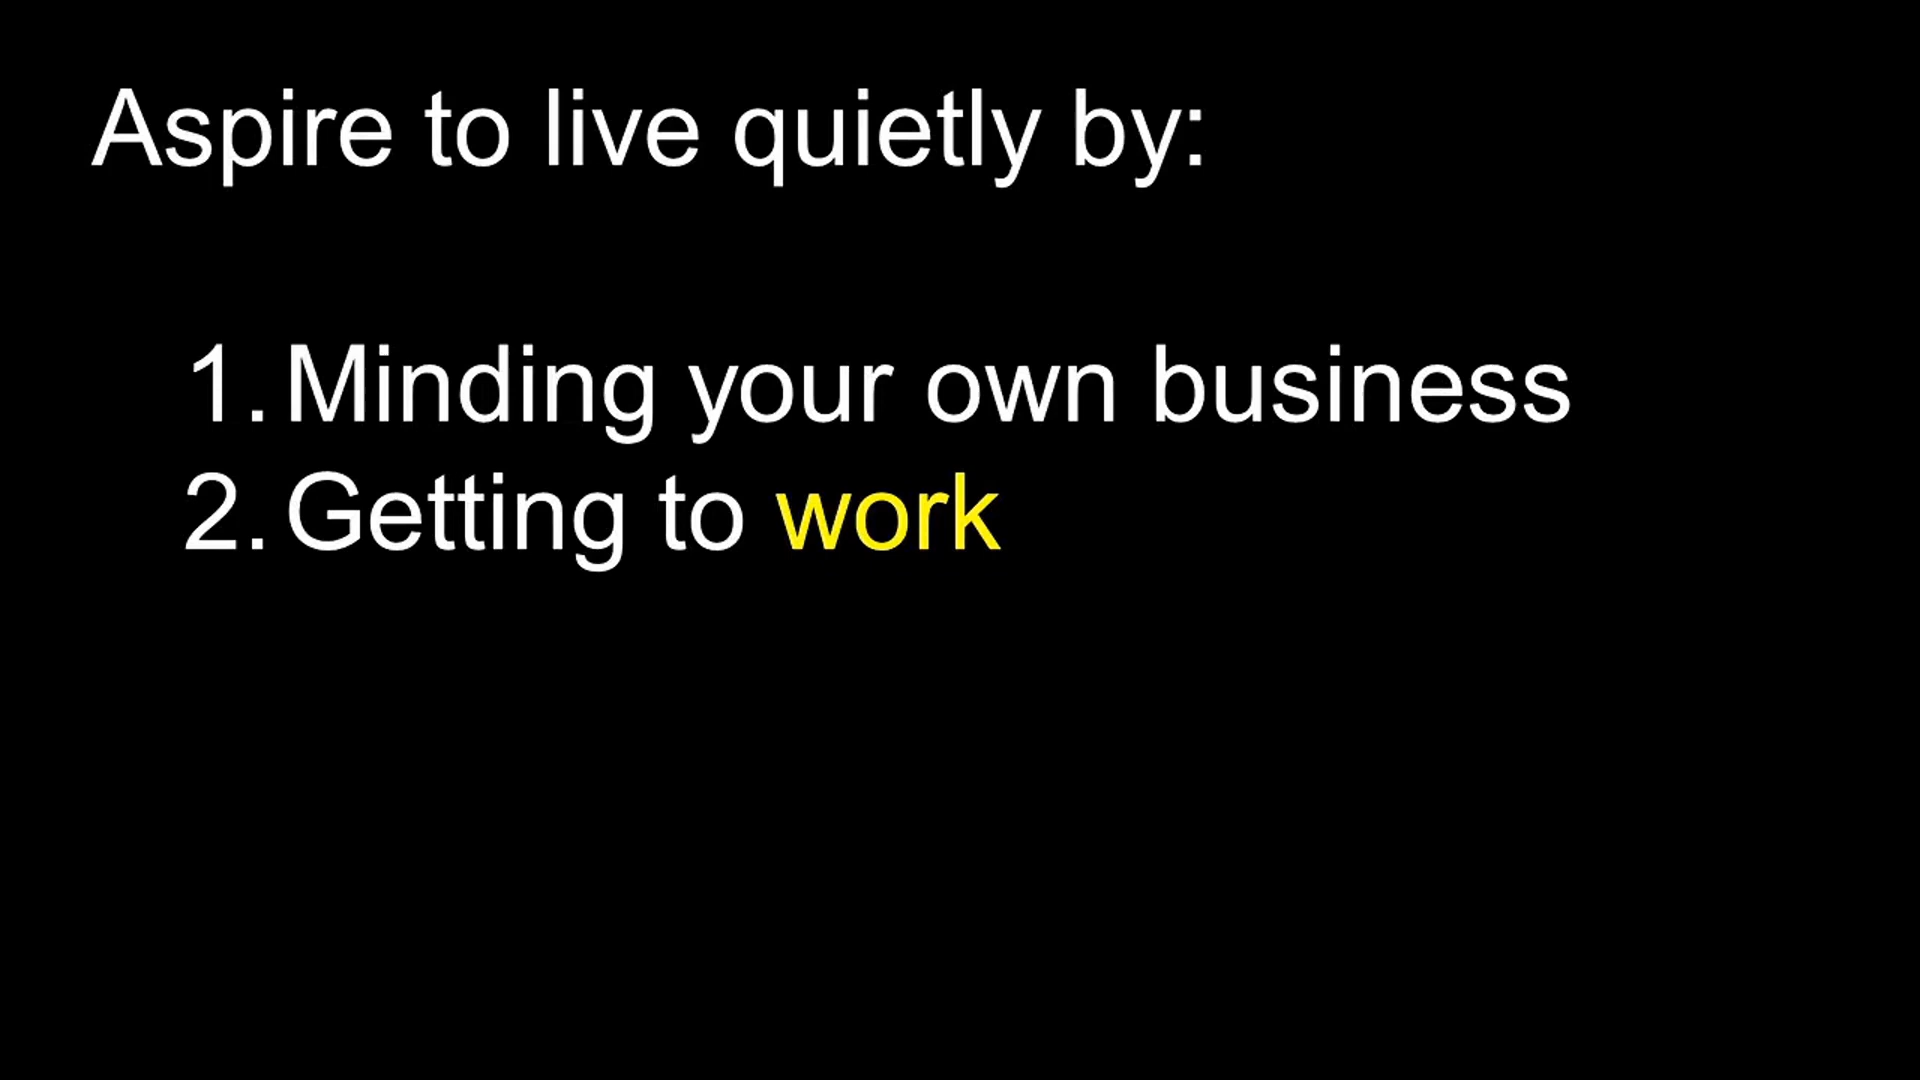 Aspire to live quietly by:
1. Minding your own business
2. Getting to work